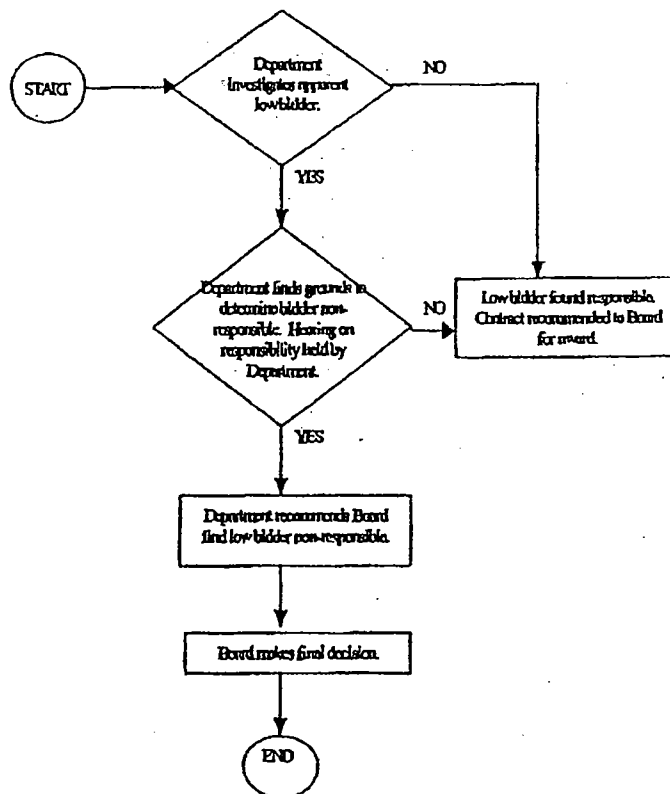 START
Department
Investigates apparent
low bidder.
NO
YES
Department finds grounds to
determine bidder non-
responsible. Hearing on
responsibility held by
Department.
NO
Low bidder found responsible.
Contract recommended to Board
for award.
YES
Department recommends Board
find low bidder non-responsible.
Board makes final decision.
END